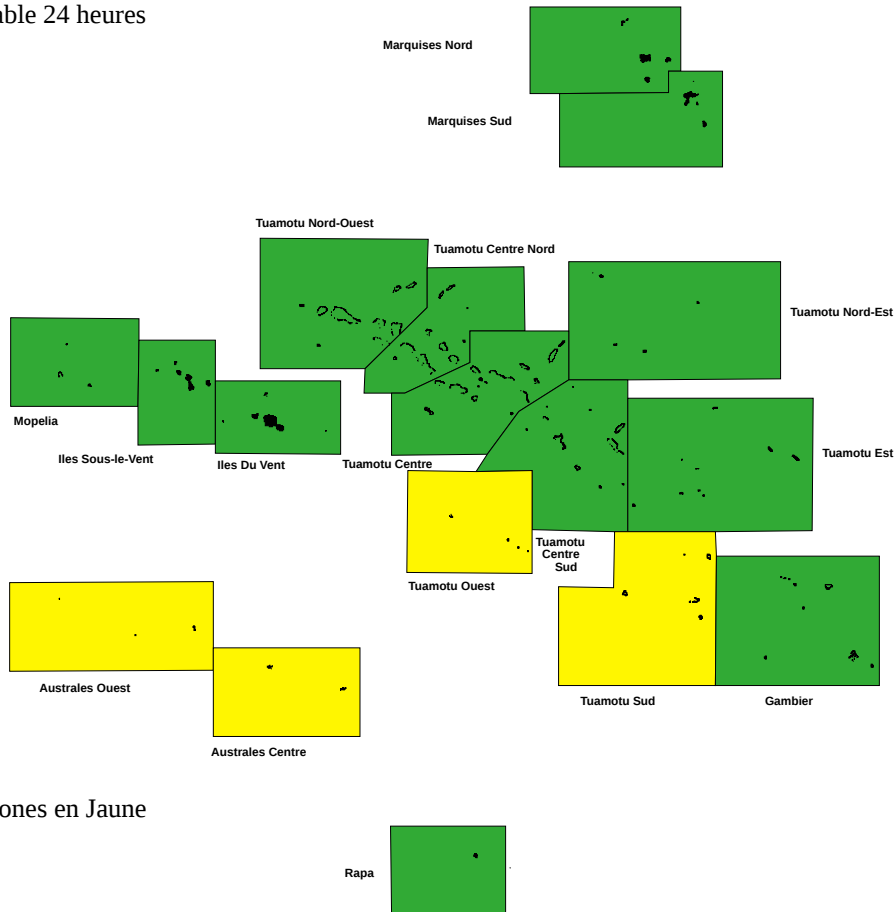 able 24 heures
Marquises Nord
Marquises Sud
Tuamotu Nord-Ouest
Tuamotu Centre Nord
Tuamotu Nord-Est
Mopelia
Iles Sous-le-Vent
Iles Du Vent
Tuamotu Centre
Tuamotu Est
Tuamotu
Centre
Sud
Tuamotu Ouest
Australes Ouest
Tuamotu Sud
Gambier
Australes Centre
ones en Jaune
Rapa